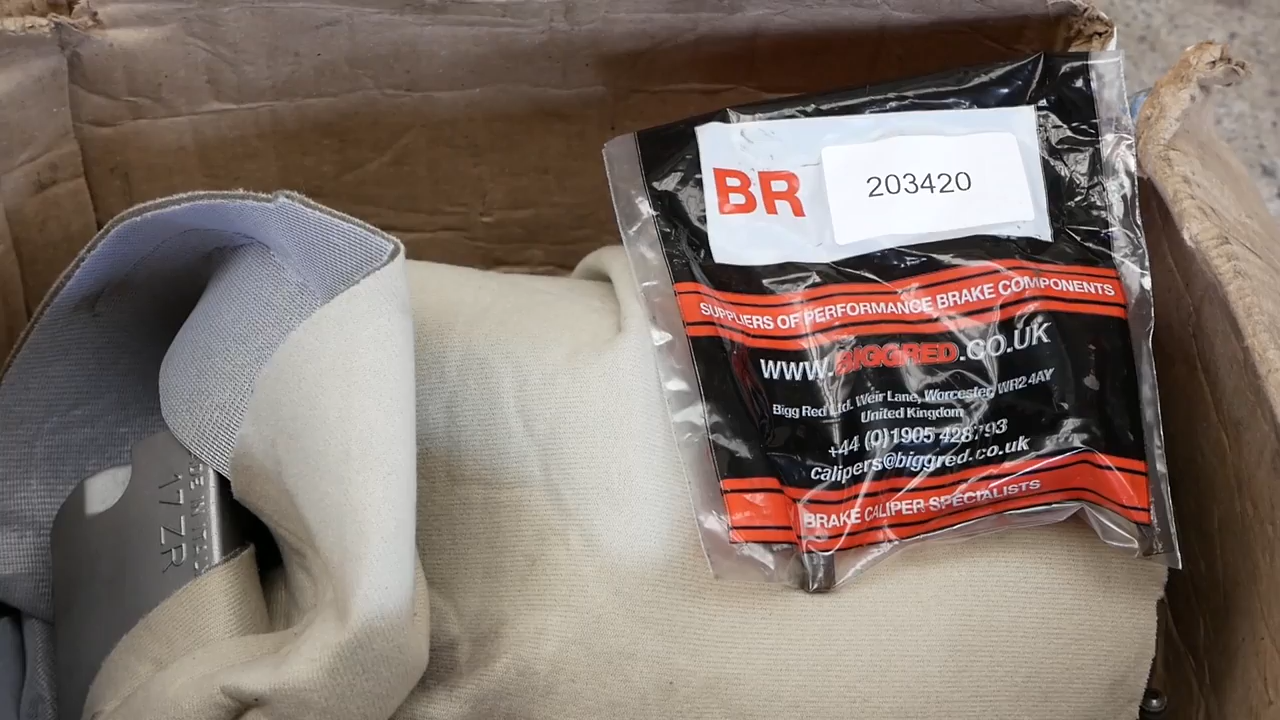 BR
203420
SUPPLIERS OF PERFORMANCE BRAKE COMPONENTS
WWW.BIGGRED.CO.UK
Bigg Red Ltd. Weir Lane, Worcester, WR2 4AY
United Kingdom
+44 (0)1905 428793
Calipers@biggred.co.uk
BRAKE CALIPER SPECIALISTS
17 ZR